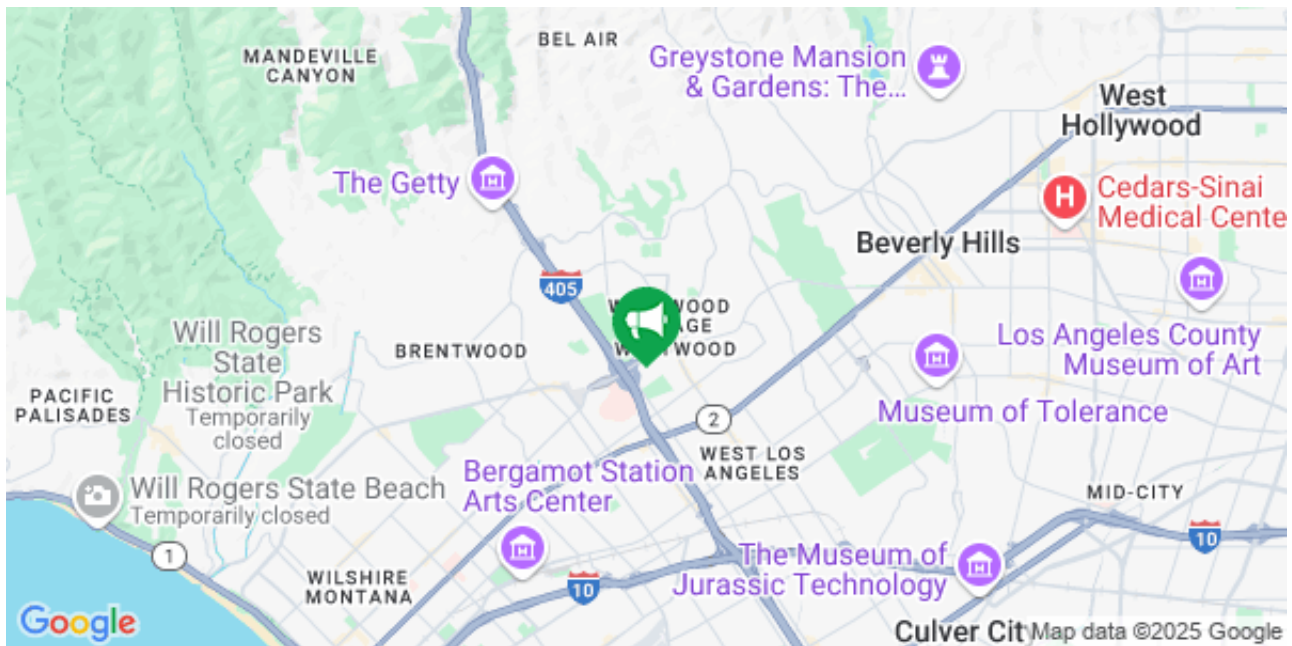 BEL AIR
MANDEVILLE
CANYON
Greystone Mansion
& Gardens: The...
West
Hollywood
The Getty
Cedars-Sinai
Medical Cente
Beverly Hills
405
WOOD
AGE
WOOD
Will Rogers
State
Historic Park
Temporarily
closed
BRENTWOOD
Los Angeles County
Museum of Art
PACIFIC
PALISADES
Museum of Tolerance
2
WEST LOS
ANGELES
Bergamot Station
Arts Center
Will Rogers State Beach
Temporarily closed
MID-CITY
10
1
The Museum of
Jurassic Technology
WILSHIRE
MONTANA
10
Google
Culver Cit
Map data ©2025 Google
H